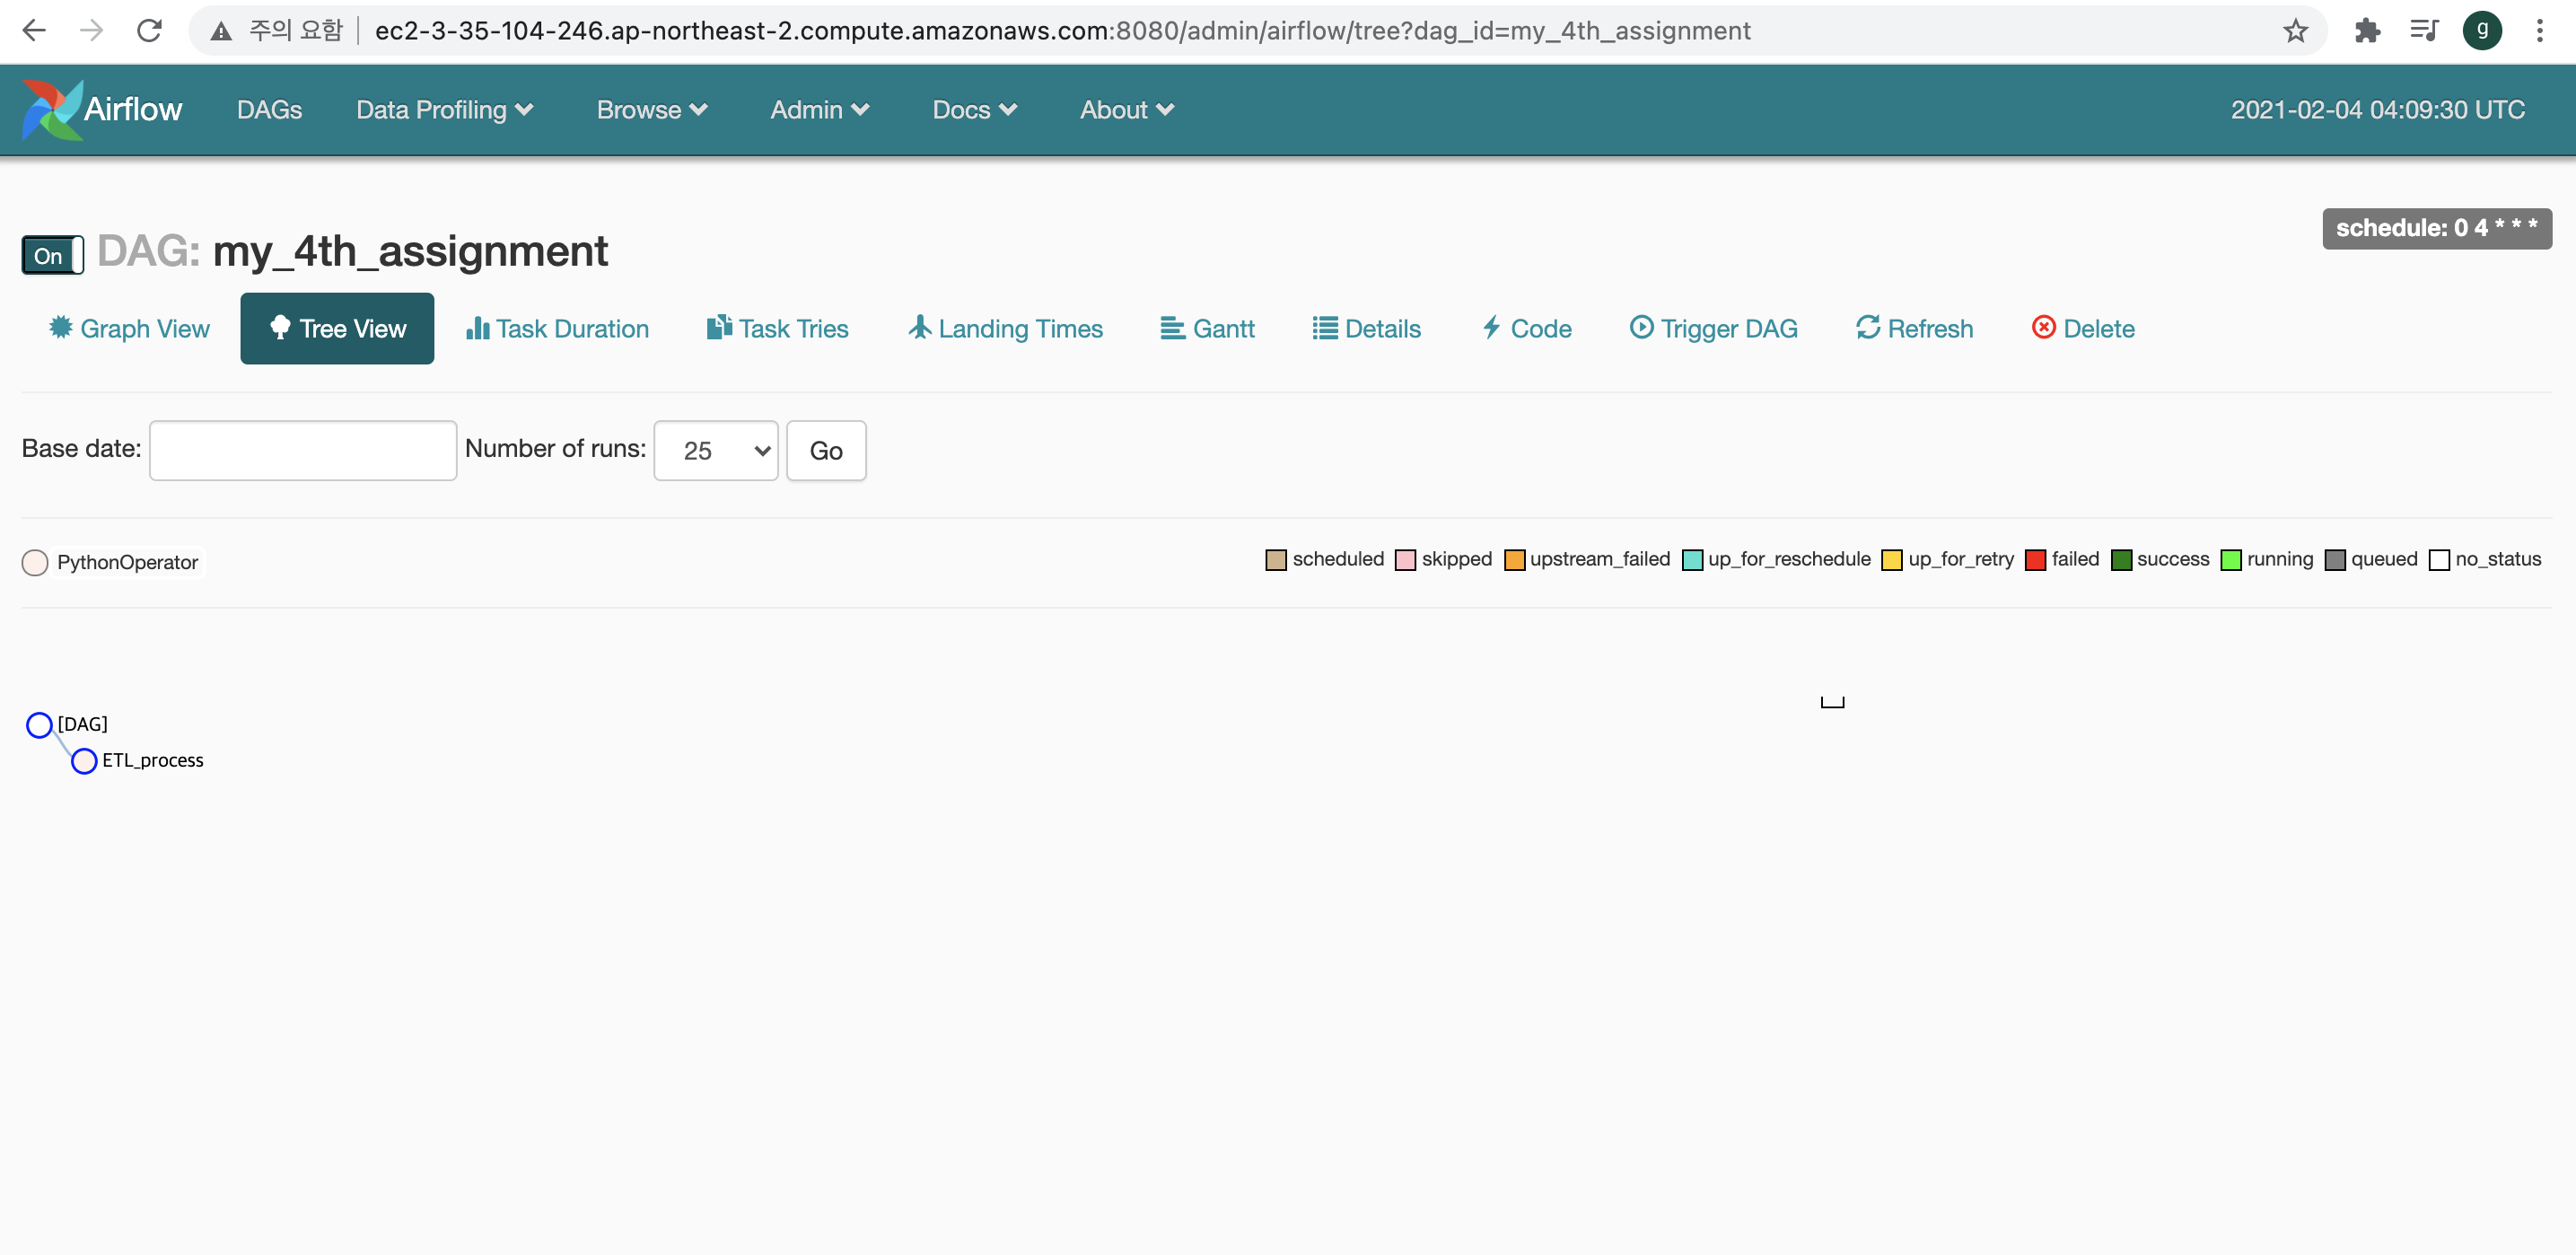 주의 요함 ec2-3-35-104-246.ap-northeast-2.compute.amazonaws.com:8080/admin/airflow/tree?dag_id=my_4th_assignment g
Airflow DAGs Data Profiling Browse Admin Docs About 2021-02-04 04:09:30 UTC
schedule: 0 4 * * *
On DAG: my_4th_assignment
Graph View Tree View Task Duration Task Tries Landing Times Gantt Details Code Trigger DAG Refresh Delete
Base date: Number of runs: 25 Go
PythonOperator scheduled skipped upstream_failed up_for_reschedule up_for_retry failed success running queued no_status
[DAG]
ETL_process